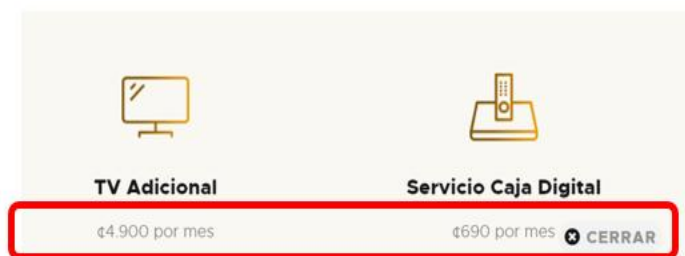 TV Adicional
Servicio Caja Digital
¢4.900 por mes
¢690 por mes
CERRAR